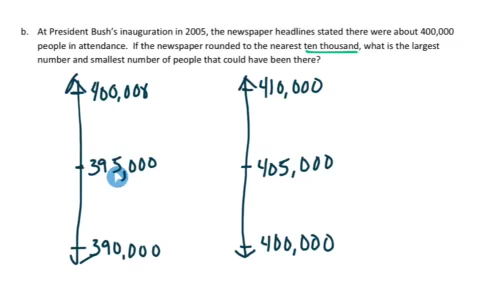 b. At President Bush's inauguration in 2005, the newspaper headlines stated there were about 400,000
people in attendance. If the newspaper rounded to the nearest ten thousand, what is the largest
number and smallest number of people that could have been there?
400,000 410,000
395,000 405,000
390,000 400,000